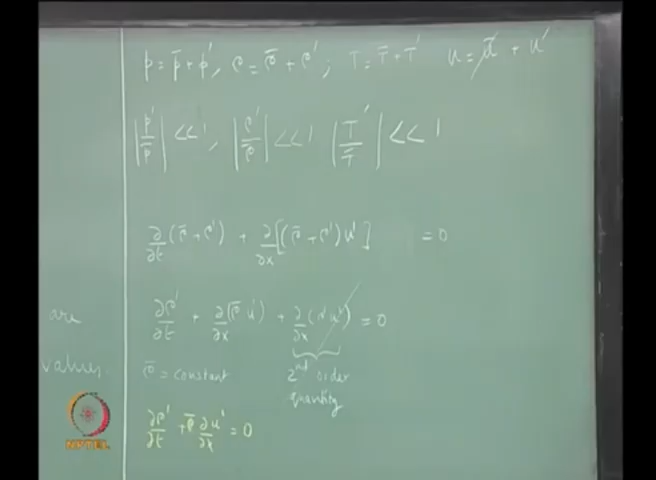 p = p̄ + p′, ρ = ρ̄ + ρ′ ; T = T̄ + T′ u = ū + u′
|p′/p̄| << 1, |ρ′/ρ̄| << 1 |T′/T̄| << 1
∂/∂t (ρ̄ + ρ′) + ∂/∂x [(ρ̄ + ρ′) u′] = 0
∂ρ′/∂t + ∂/∂x (ρ̄ u′) + ∂/∂x (ρ′u′) = 0
are
ρ̄ = constant 2nd order
values.
quantity
∂ρ′/∂t + ρ̄ ∂u′/∂x = 0
NPTEL